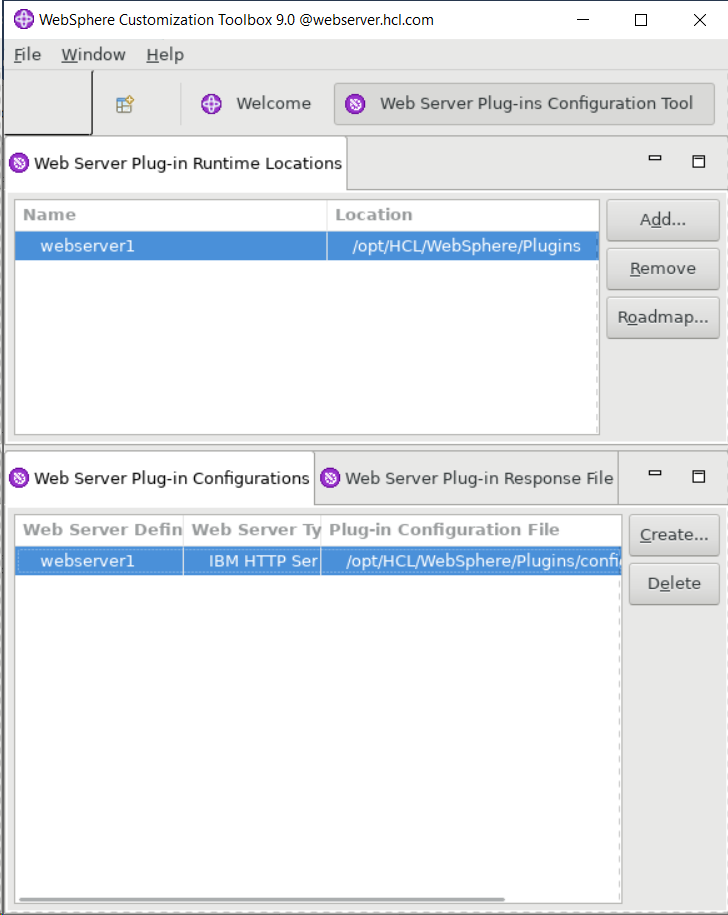 WebSphere Customization Toolbox 9.0 @webserver.hcl.com
File Window Help
Welcome Web Server Plug-ins Configuration Tool
Web Server Plug-in Runtime Locations
Name Location
webserver1 /opt/HCL/WebSphere/Plugins
Add...
Remove
Roadmap...
Web Server Plug-in Configurations Web Server Plug-in Response File
Web Server Defin Web Server Ty Plug-in Configuration File
webserver1 IBM HTTP Ser /opt/HCL/WebSphere/Plugins/confi
Create...
Delete